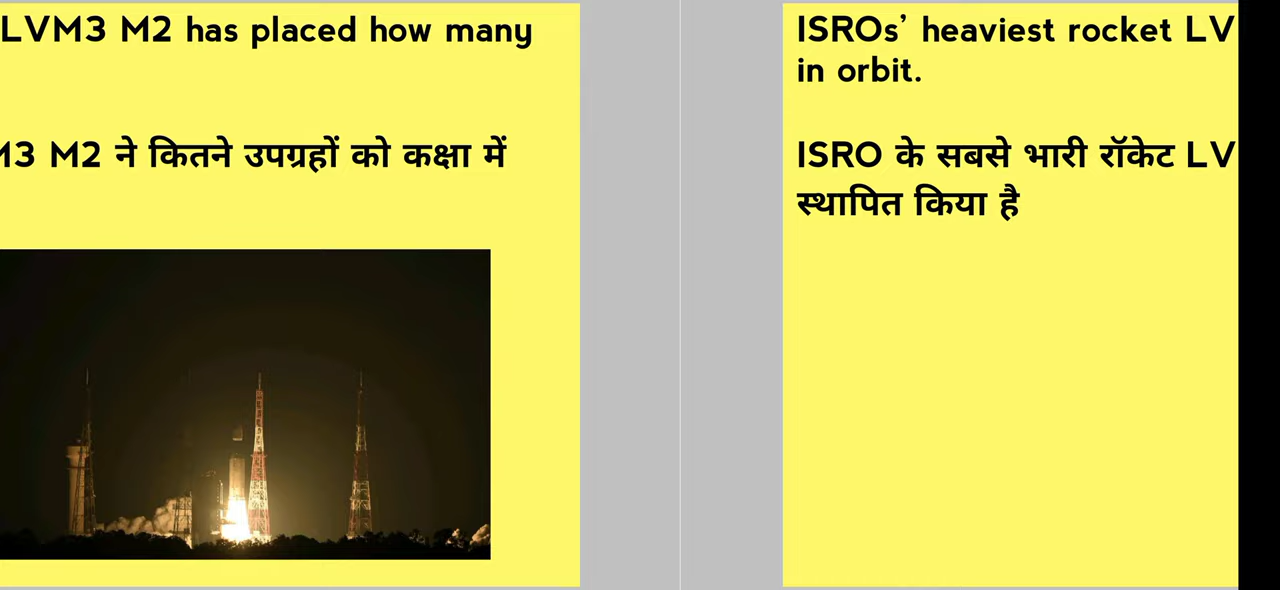 LVM3 M2 has placed how many
M3 M2 ने कितने उपग्रहों को कक्षा में
ISROs’ heaviest rocket LV
in orbit.
ISRO के सबसे भारी रॉकेट LV
स्थापित किया है